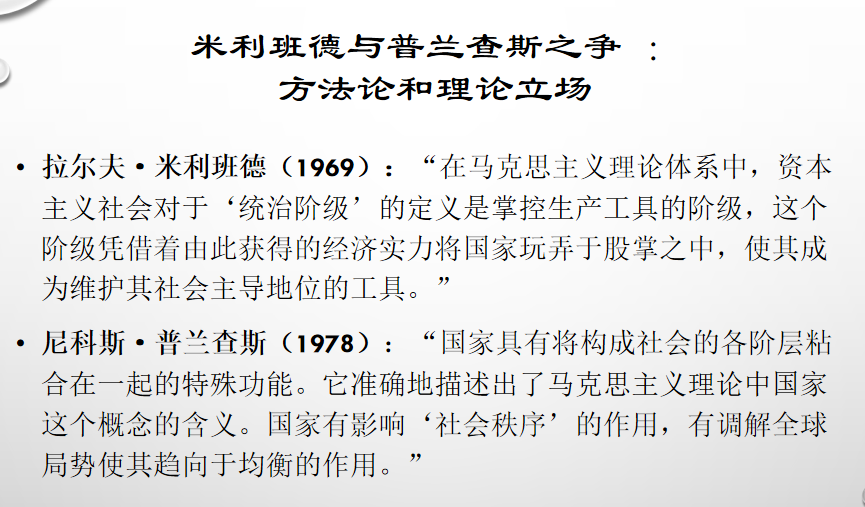 米利班德与普兰查斯之争 :
方法论和理论立场
• 拉尔夫·米利班德（1969）：“在马克思主义理论体系中，资本
主义社会对于‘统治阶级’的定义是掌控生产工具的阶级，这个
阶级凭借着由此获得的经济实力将国家玩弄于股掌之中，使其成
为维护其社会主导地位的工具。”
• 尼科斯·普兰查斯（1978）：“国家具有将构成社会的各阶层粘
合在一起的特殊功能。它准确地描述出了马克思主义理论中国家
这个概念的含义。国家有影响‘社会秩序’的作用，有调解全球
局势使其趋向于均衡的作用。”